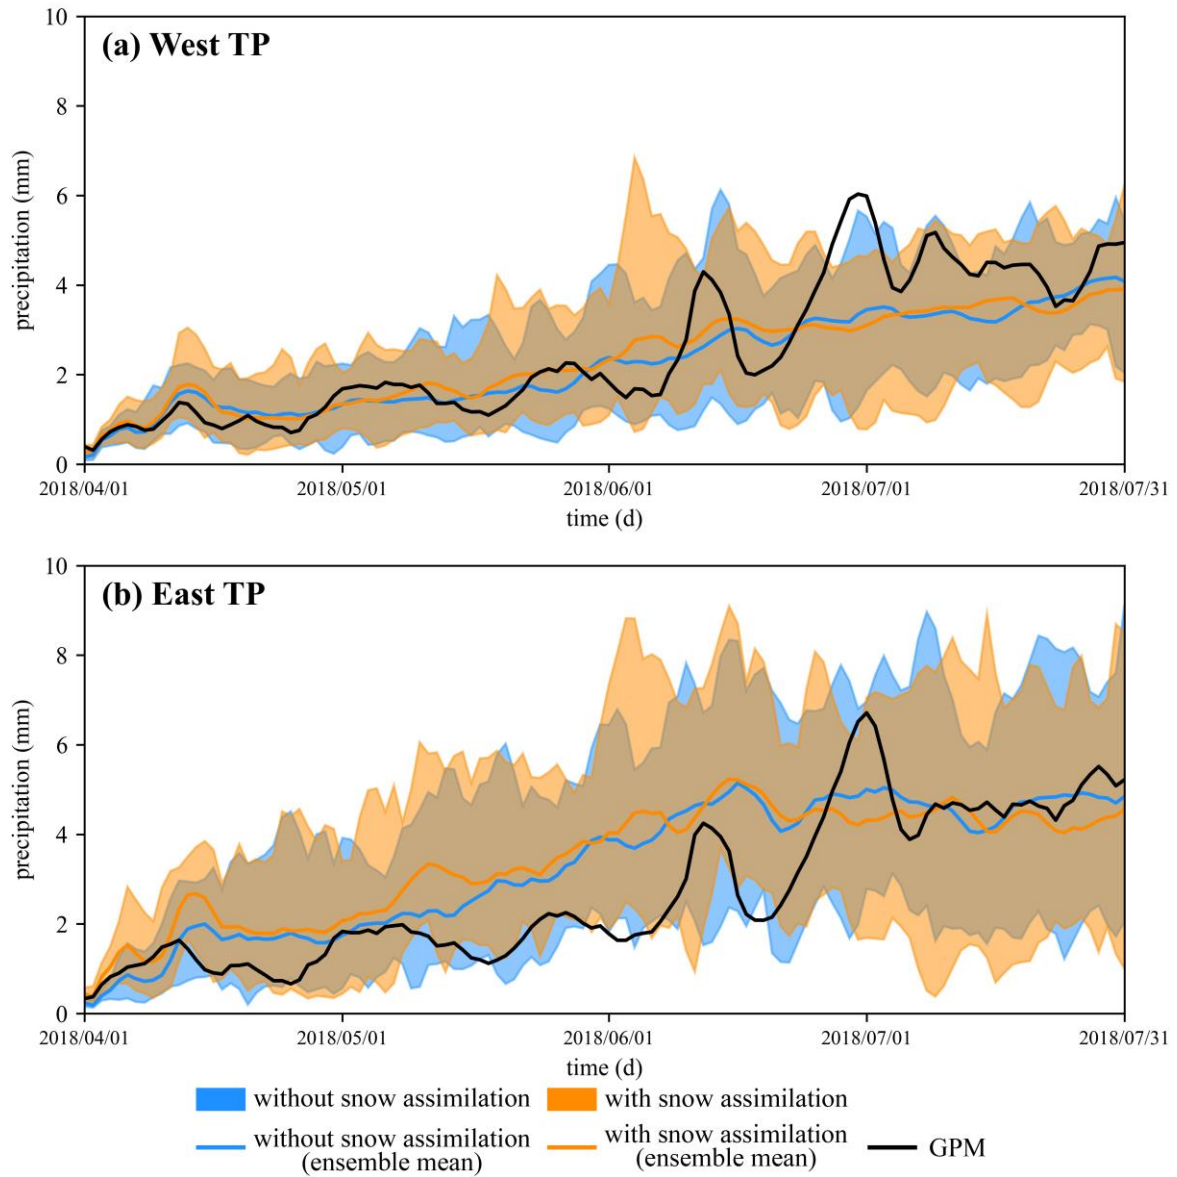 (a) West TP
precipitation (mm)
10
8
6
4
2
0
2018/04/01 2018/05/01 2018/06/01 2018/07/01 2018/07/31
time (d)
(b) East TP
precipitation (mm)
10
8
6
4
2
0
2018/04/01 2018/05/01 2018/06/01 2018/07/01 2018/07/31
time (d)
without snow assimilation with snow assimilation
without snow assimilation
(ensemble mean)
with snow assimilation
(ensemble mean)
GPM